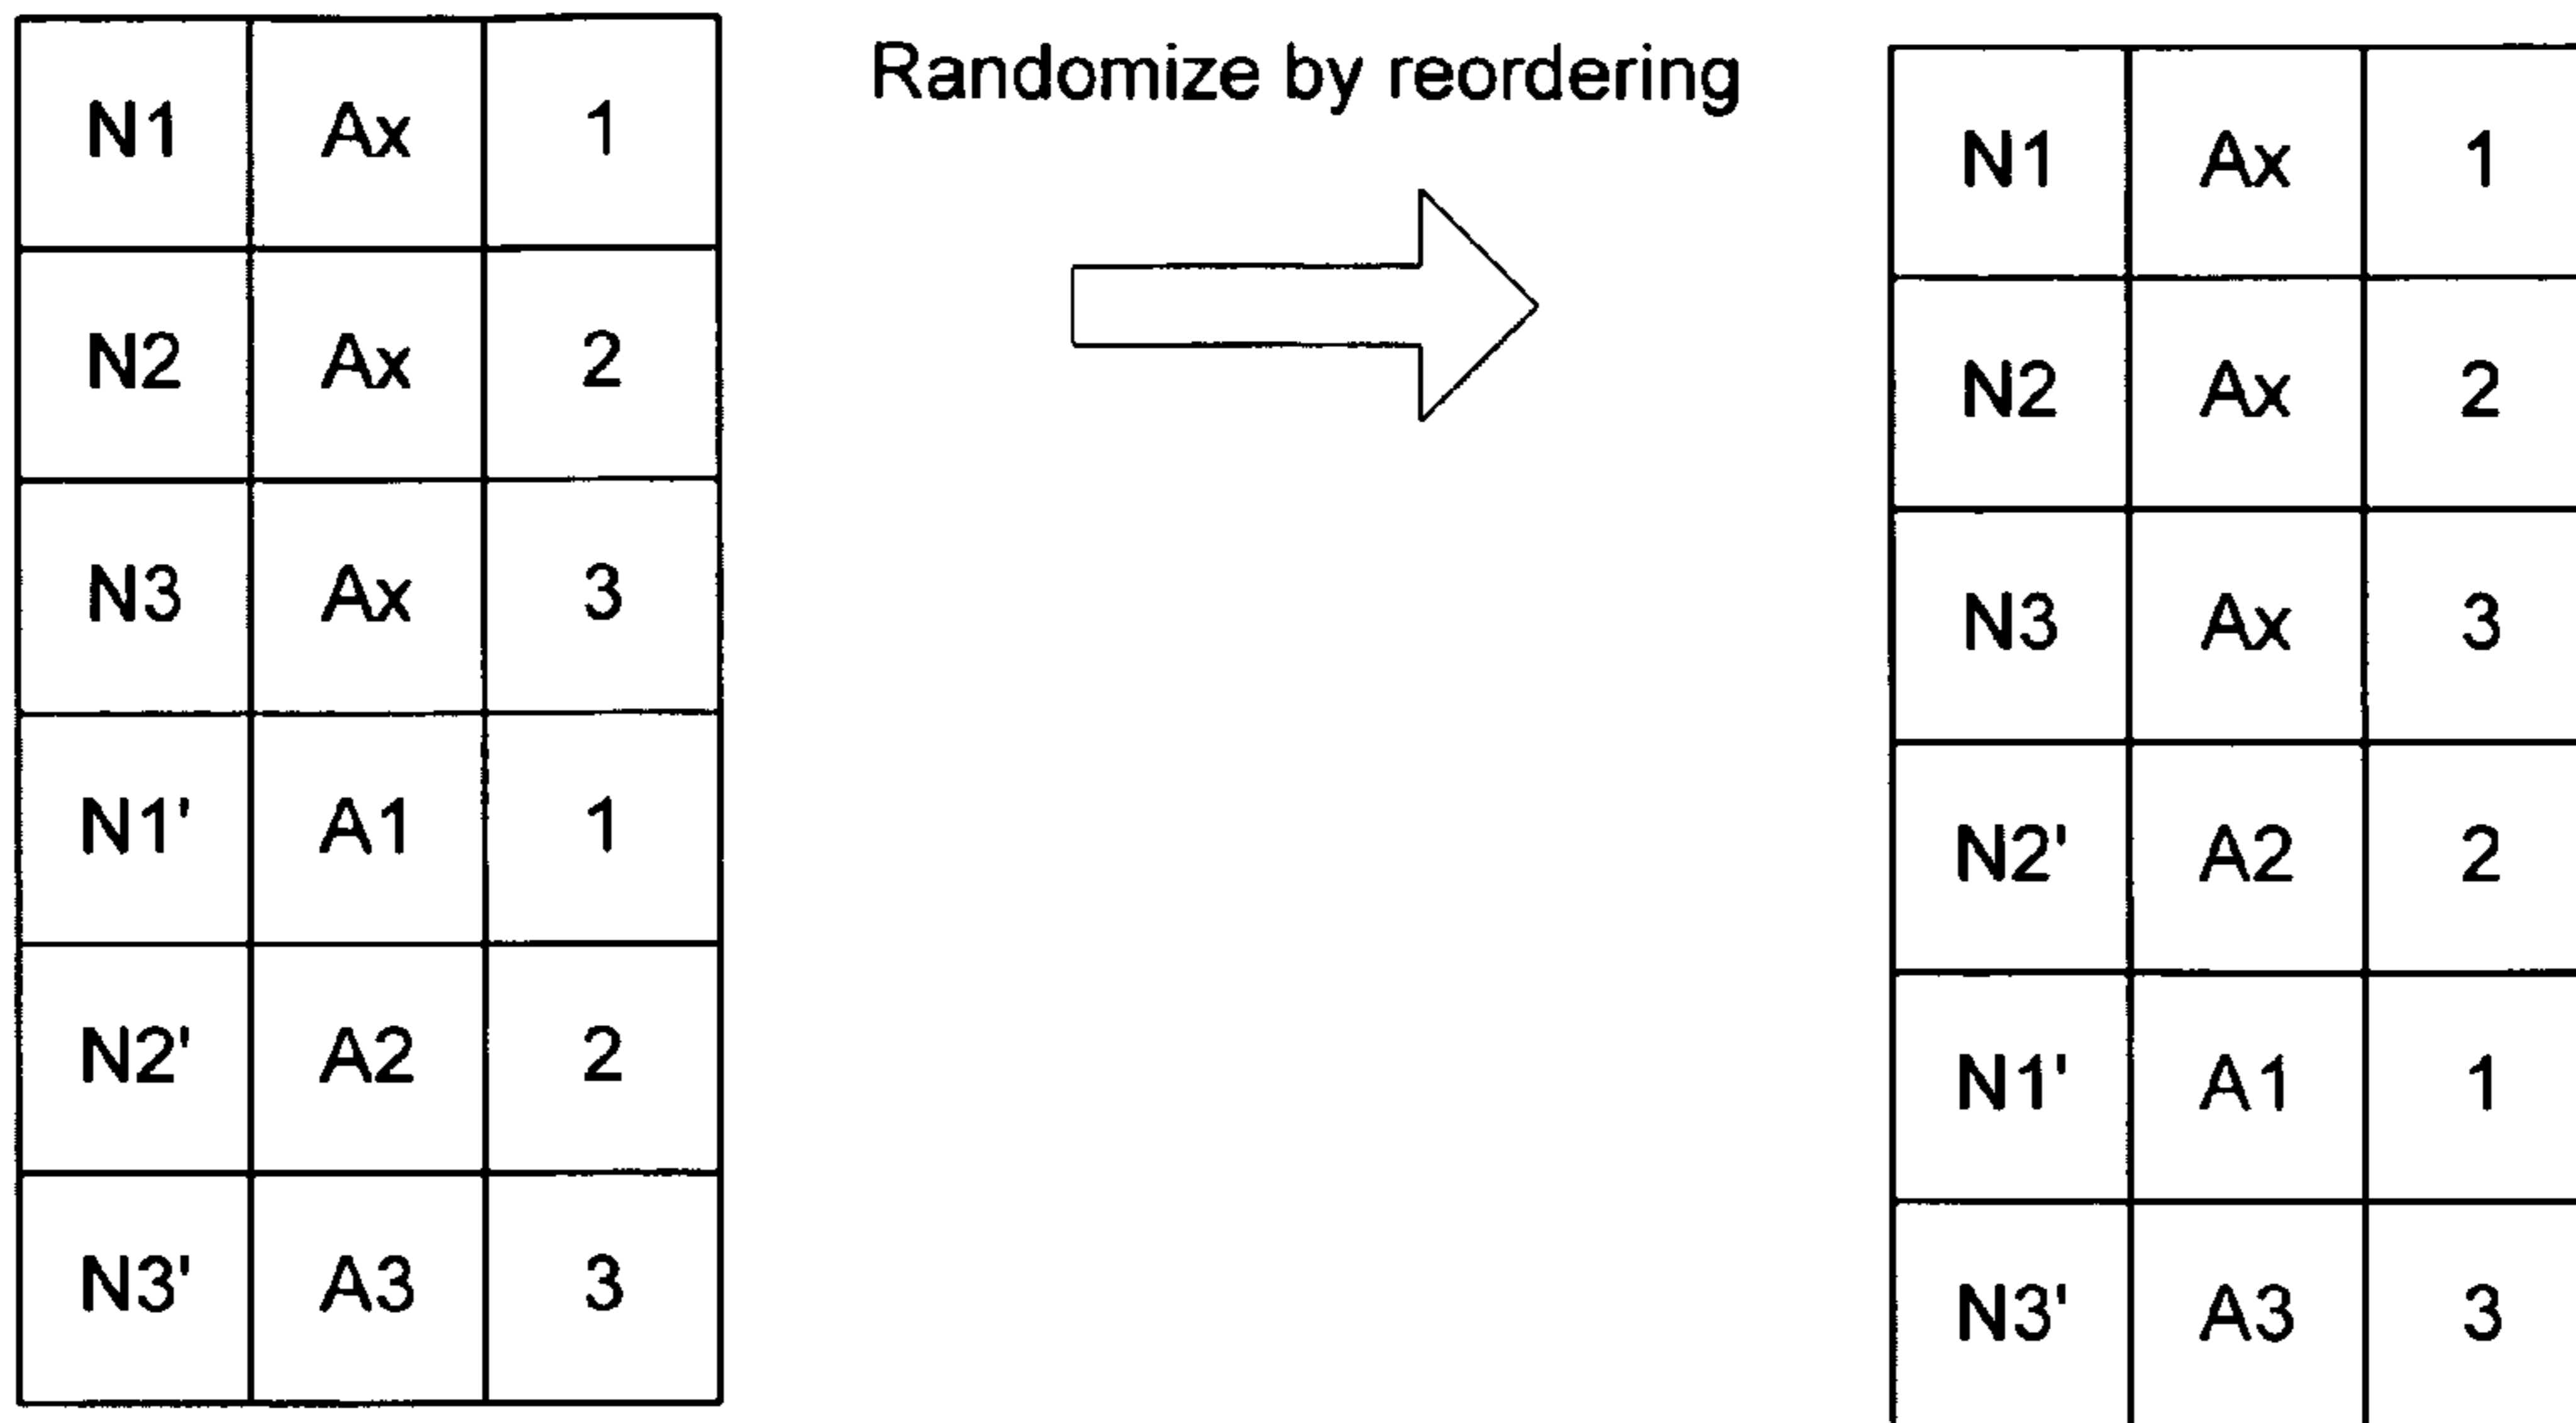 N1 Ax 1
N2 Ax 2
N3 Ax 3
N1' A1 1
N2' A2 2
N3' A3 3
Randomize by reordering
N1 Ax 1
N2 Ax 2
N3 Ax 3
N2' A2 2
N1' A1 1
N3' A3 3